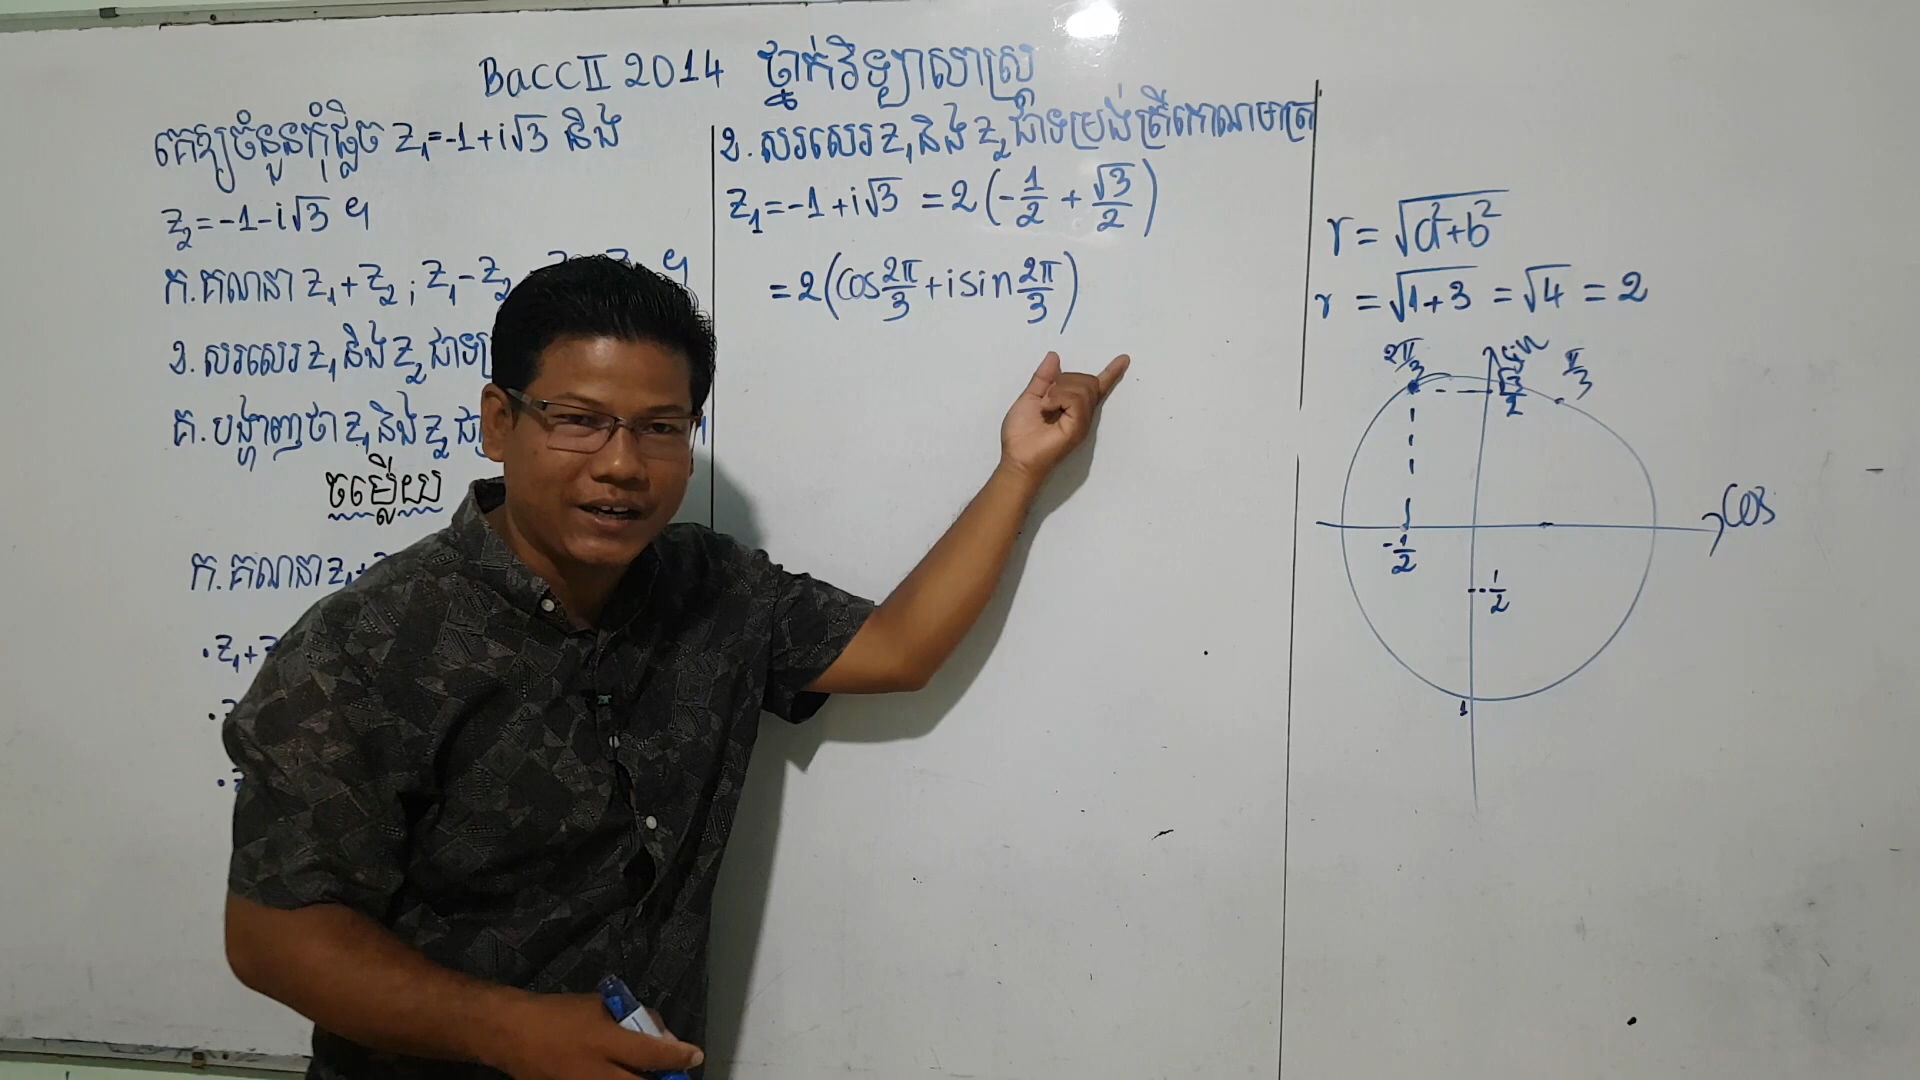 BaccII 2014 ថ្នាក់វិទ្យាសាស្ត្រ
គេឱ្យចំនួនកុំផ្លិច z₁=-1+i√3 និង
z₂=-1-i√3 ។
ក.គណនា z₁+z₂ ; z₁-z₂ ។
ខ.សរសេរ z₁ និង z₂ ជា
គ.បង្ហាញថា z₁ និង z₂ ជា
ចម្លើយ
ក.គណនា z₁+
• z₁+z
•
• z
ខ.សរសេរ z₁ និង z₂ ជាទម្រង់ត្រីកោណមាត្រ
z₁=-1+i√3 =2(-1/2 + √3/2)
=2(cos 2π/3 +isin 2π/3)
r = √(a²+b²)
r = √(1+3) = √4 = 2
2π/3
sin
√3/2
π/3
cos
-1/2
-1/2
1